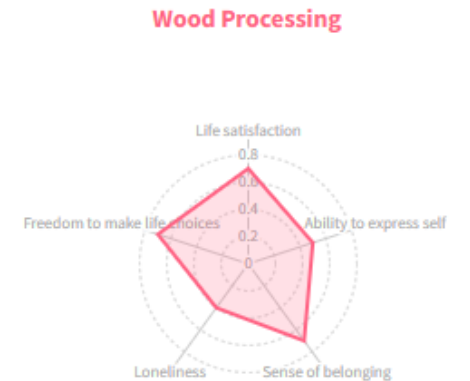 Wood Processing
Life satisfaction
0.8
0.6
0.4
0.2
0
Freedom to make life choices
Ability to express self
Loneliness
Sense of belonging